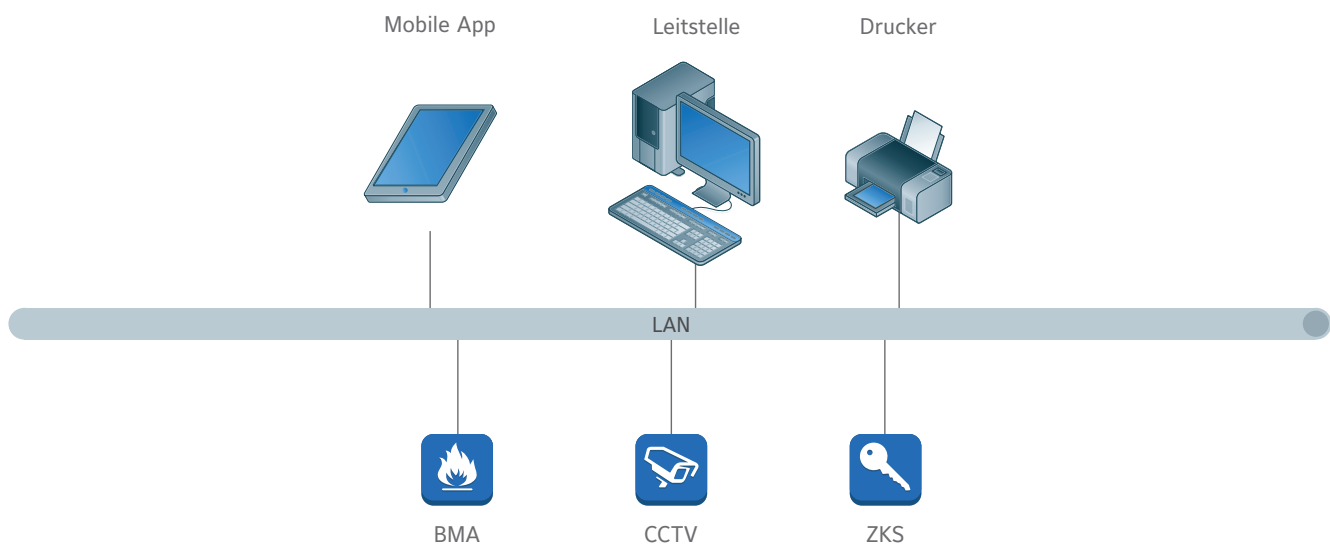 Mobile App
Leitstelle
Drucker
LAN
BMA
CCTV
ZKS